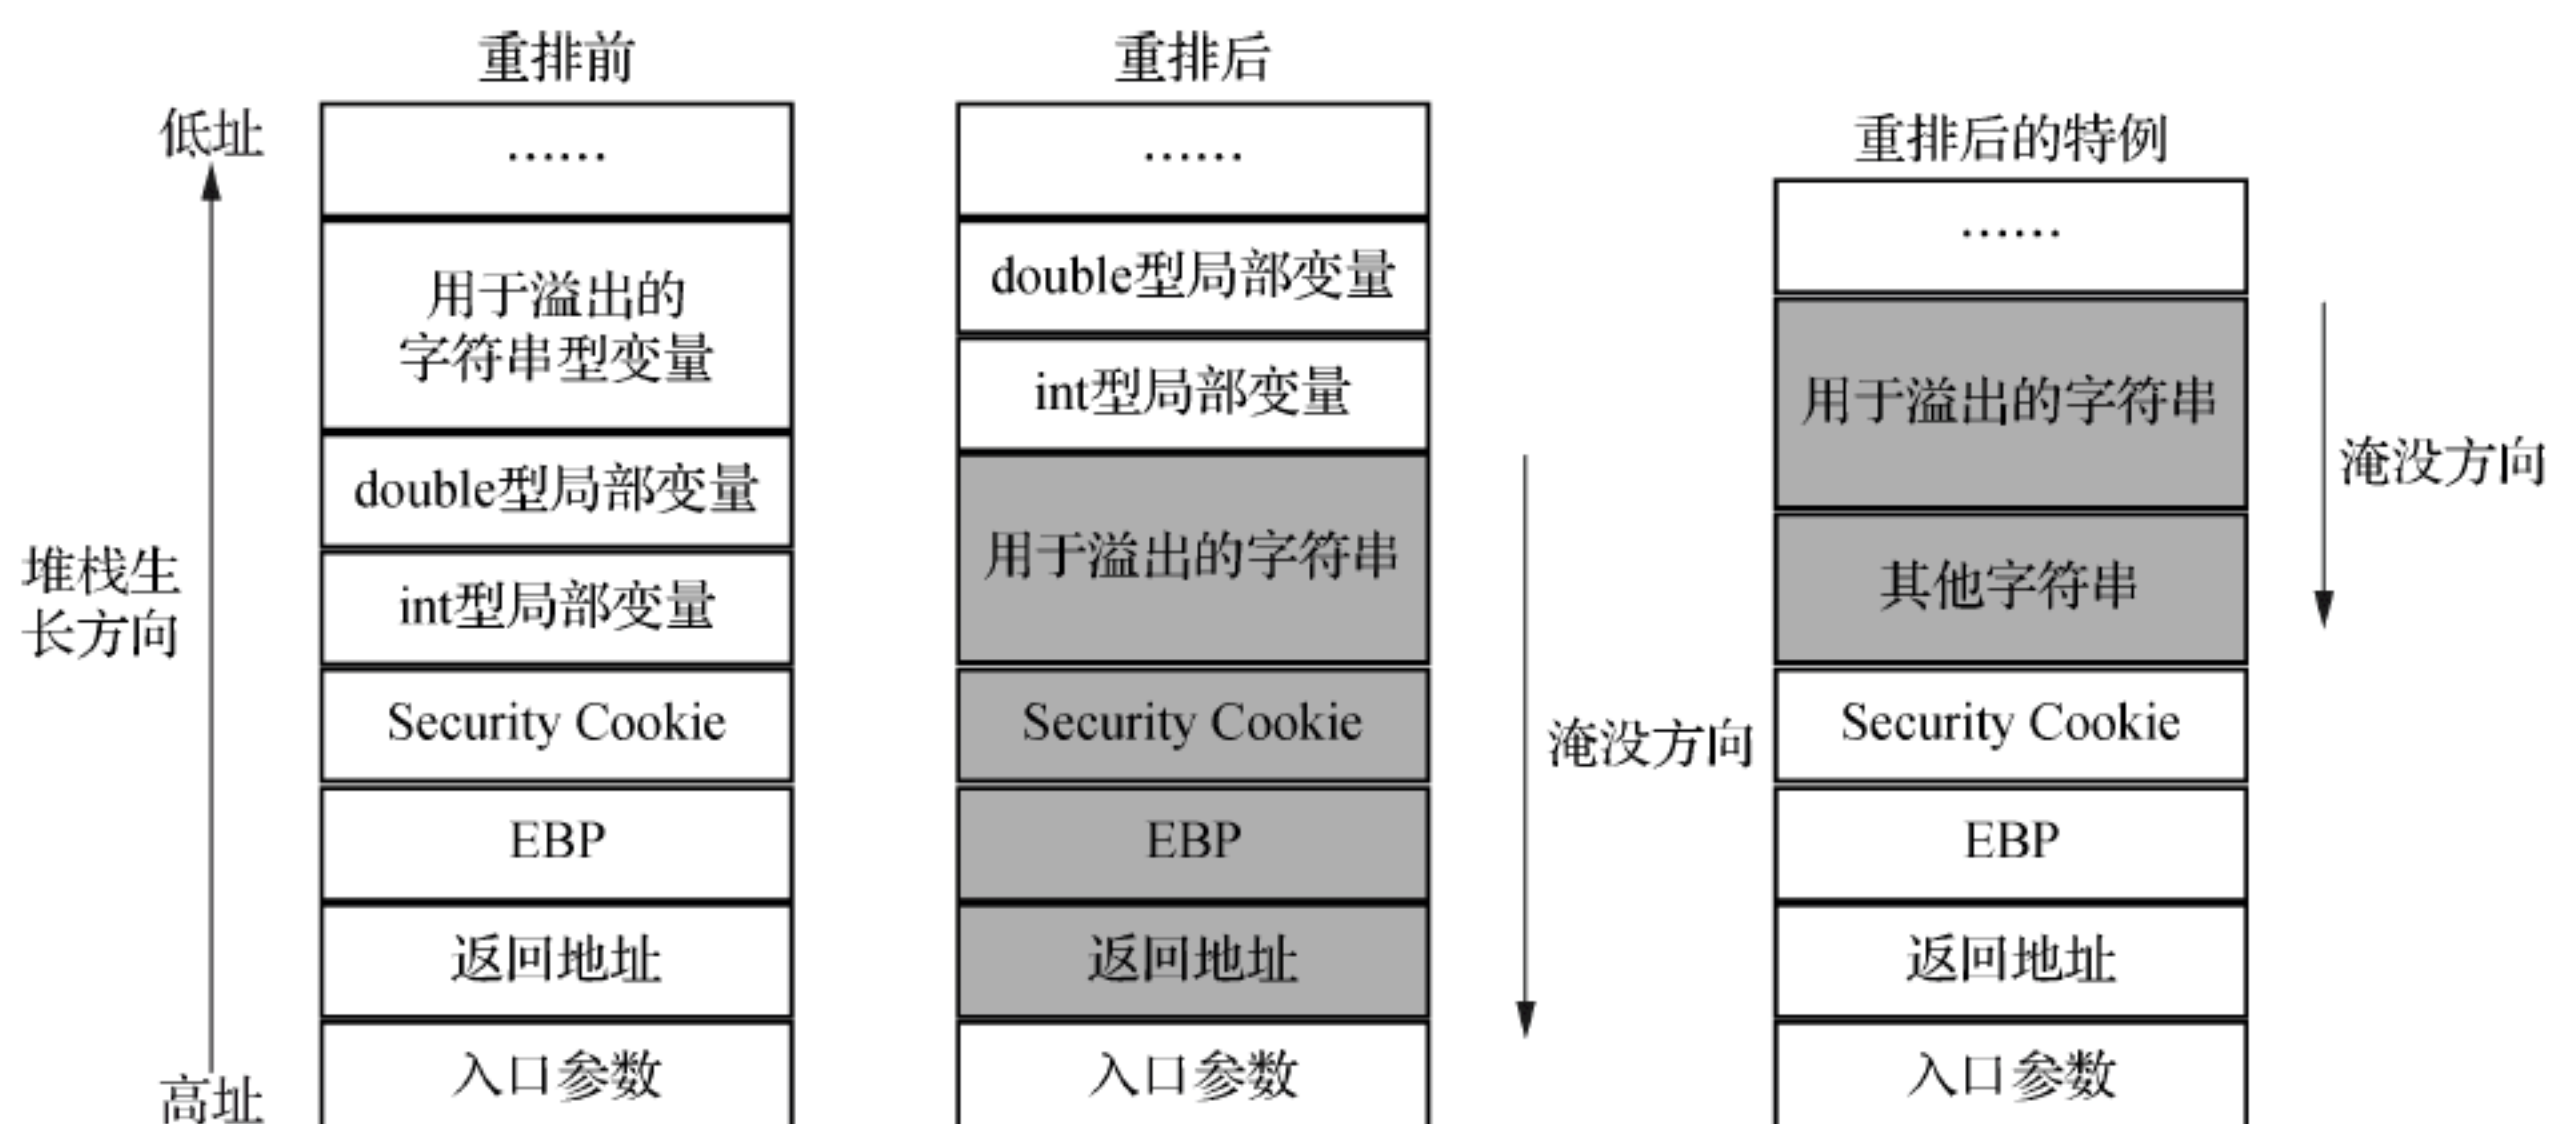 重排前
低址
……
用于溢出的
字符串型变量
double型局部变量
堆栈生
长方向
int型局部变量
Security Cookie
EBP
返回地址
高址
入口参数
重排后
……
double型局部变量
int型局部变量
用于溢出的字符串
Security Cookie
淹没方向
EBP
返回地址
入口参数
重排后的特例
……
用于溢出的字符串
淹没方向
其他字符串
Security Cookie
EBP
返回地址
入口参数